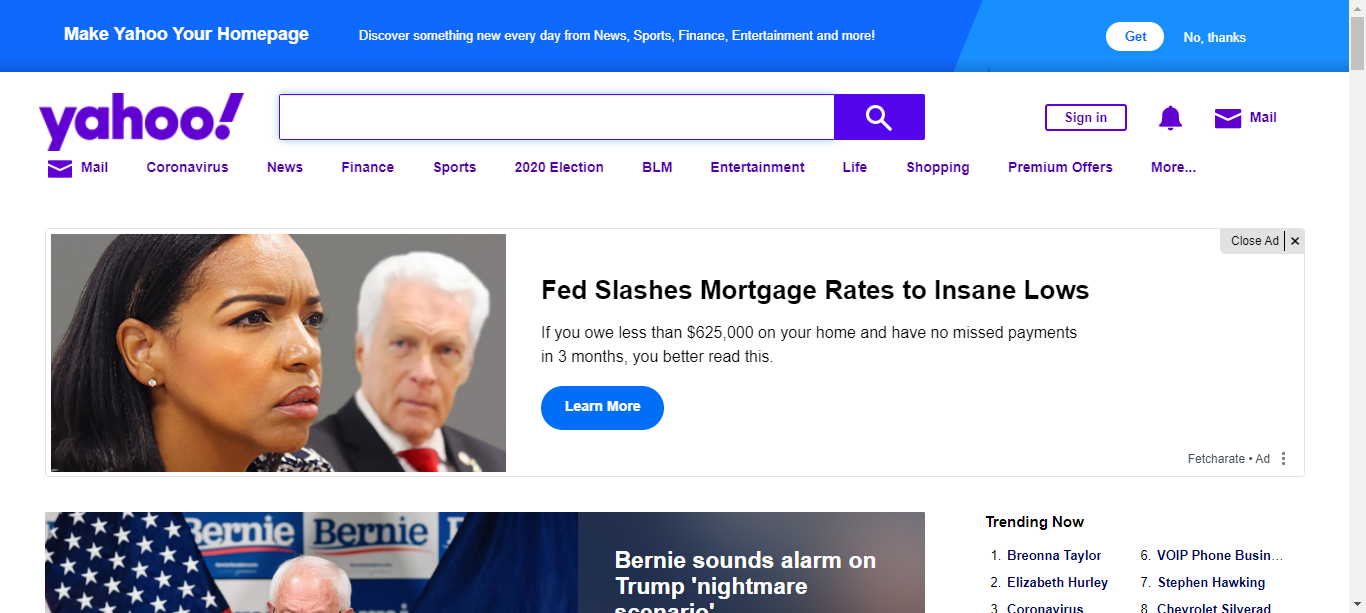 Make Yahoo Your Homepage
Discover something new every day from News, Sports, Finance, Entertainment and more!
Get
No, thanks
yahoo!
Sign in
Mail
Mail
Coronavirus
News
Finance
Sports
2020 Election
BLM
Entertainment
Life
Shopping
Premium Offers
More...
Close Ad
Fed Slashes Mortgage Rates to Insane Lows
If you owe less than $625,000 on your home and have no missed payments
in 3 months, you better read this.
Learn More
Fetcharate • Ad
Bernie
Bernie
Bernie sounds alarm on
Trump 'nightmare
scenario'
Trending Now
1. Breonna Taylor
2. Elizabeth Hurley
3. Coronavirus
6. VOIP Phone Busin...
7. Stephen Hawking
8. Chevrolet Silverad